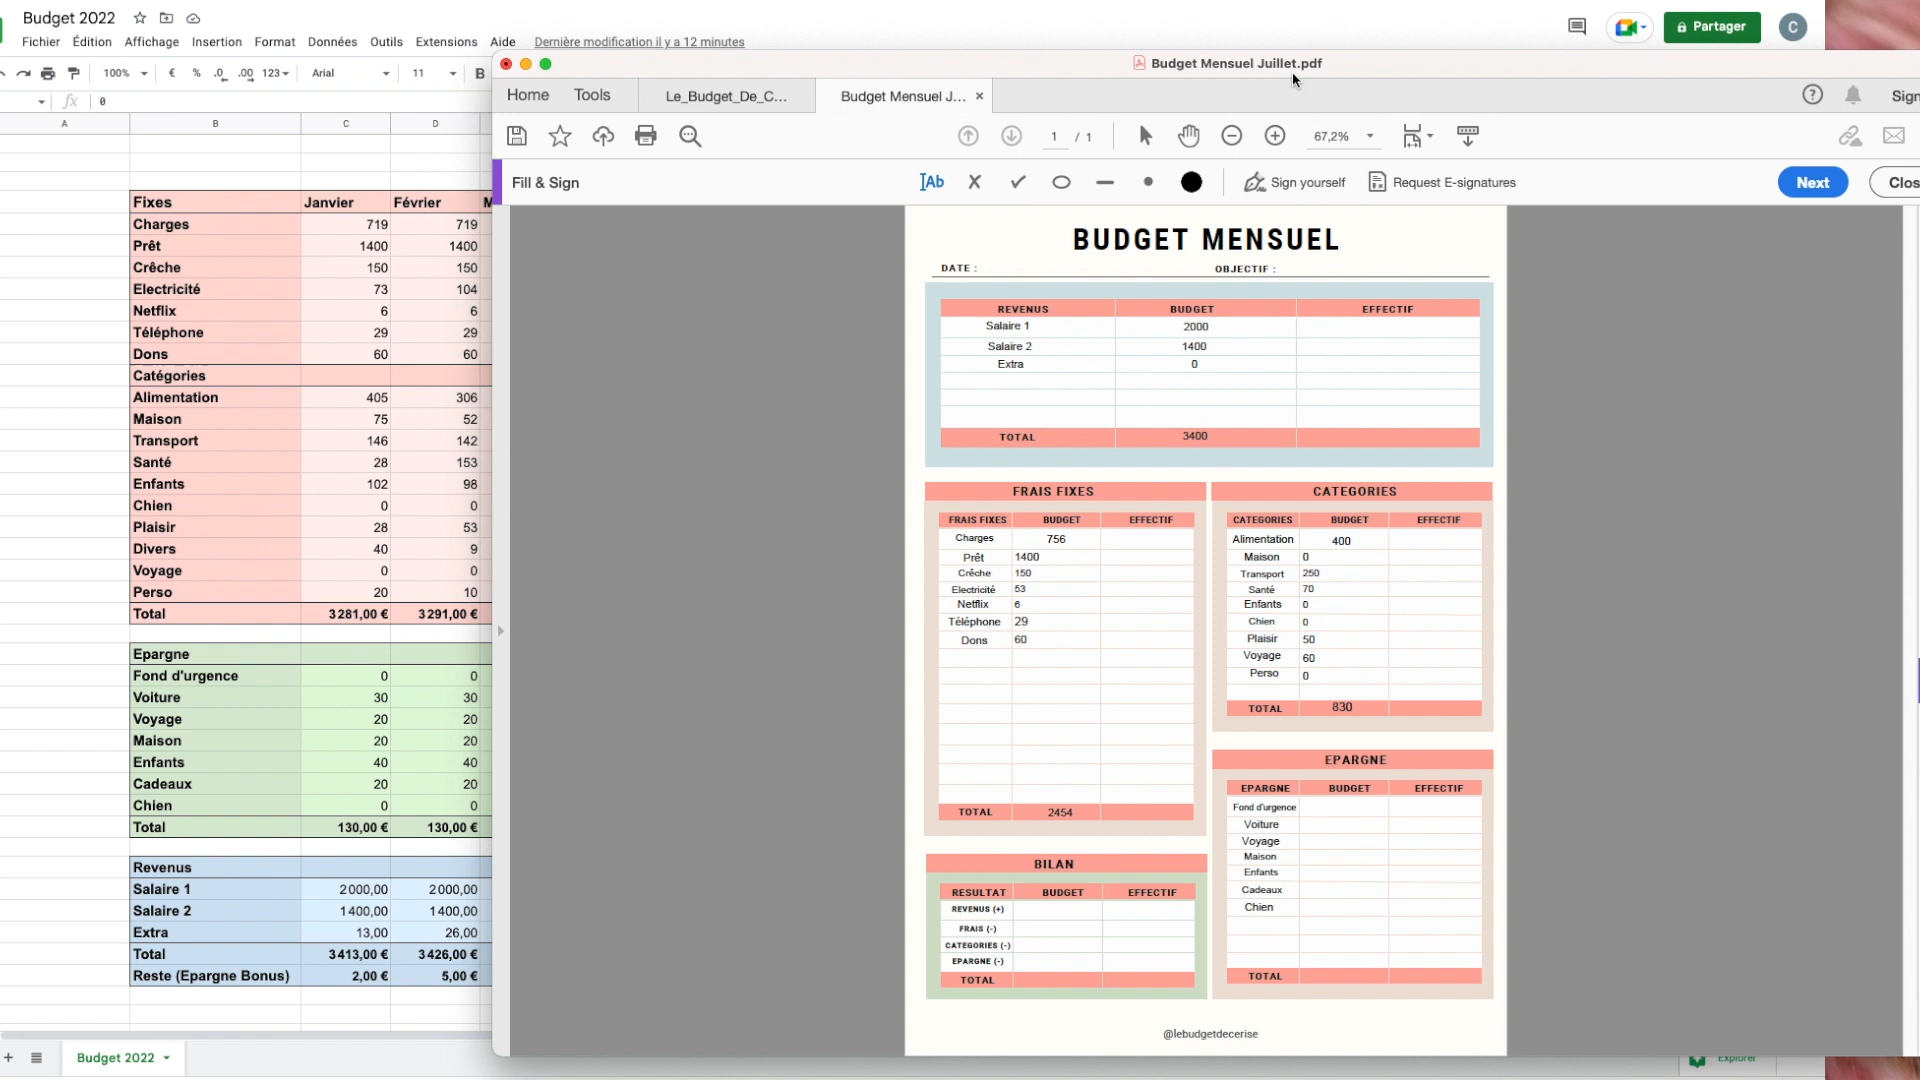 Budget 2022
Fichier Édition Affichage Insertion Format Données Outils Extensions Aide Dernière modification il y a 12 minutes
Partager
C
100% € % .0 .00 123 Arial 11 B
fx 0
A B C D
Fixes Janvier Février M
Charges 719 719
Prêt 1400 1400
Crêche 150 150
Electricité 73 104
Netflix 6 6
Téléphone 29 29
Dons 60 60
Catégories
Alimentation 405 306
Maison 75 52
Transport 146 142
Santé 28 153
Enfants 102 98
Chien 0 0
Plaisir 28 53
Divers 40 9
Voyage 0 0
Perso 20 10
Total 3 281,00 € 3 291,00 €
Epargne
Fond d'urgence 0 0
Voiture 30 30
Voyage 20 20
Maison 20 20
Enfants 40 40
Cadeaux 20 20
Chien 0 0
Total 130,00 € 130,00 €
Revenus
Salaire 1 2 000,00 2 000,00
Salaire 2 1 400,00 1 400,00
Extra 13,00 26,00
Total 3 413,00 € 3 426,00 €
Reste (Epargne Bonus) 2,00 € 5,00 €
Budget 2022
Explorer
Budget Mensuel Juillet.pdf
Home Tools Le_Budget_De_C... Budget Mensuel J... × Sign
1 / 1 67,2%
Fill & Sign Ab Sign yourself Request E-signatures Next Clos
BUDGET MENSUEL
DATE : OBJECTIF :
REVENUS BUDGET EFFECTIF
Salaire 1 2000
Salaire 2 1400
Extra 0
TOTAL 3400
FRAIS FIXES
FRAIS FIXES BUDGET EFFECTIF
Charges 756
Prêt 1400
Crêche 150
Electricité 53
Netflix 6
Téléphone 29
Dons 60
TOTAL 2454
CATEGORIES
CATEGORIES BUDGET EFFECTIF
Alimentation 400
Maison 0
Transport 250
Santé 70
Enfants 0
Chien 0
Plaisir 50
Voyage 60
Perso 0
TOTAL 830
BILAN
RESULTAT BUDGET EFFECTIF
REVENUS (+)
FRAIS (-)
CATEGORIES (-)
EPARGNE (-)
TOTAL
EPARGNE
EPARGNE BUDGET EFFECTIF
Fond d'urgence
Voiture
Voyage
Maison
Enfants
Cadeaux
Chien
TOTAL
@lebudgetdecerise